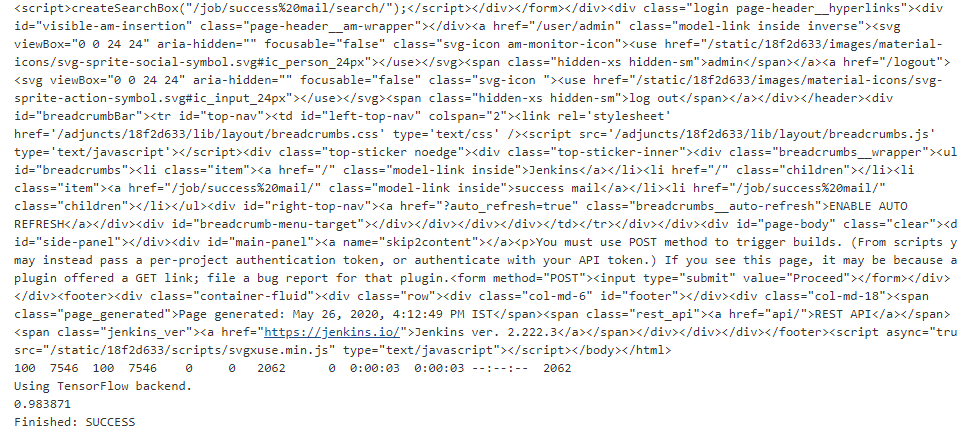 <script>createSearchBox("/job/success%20mail/search/");</script></div></form></div><div class="login page-header__hyperlinks"><div
id="visible-am-insertion" class="page-header__am-wrapper"></div><a href="/user/admin" class="model-link inside inverse"><svg
viewBox="0 0 24 24" aria-hidden="" focusable="false" class="svg-icon am-monitor-icon"><use href="/static/18f2d633/images/material-
icons/svg-sprite-social-symbol.svg#ic_person_24px"></use></svg><span class="hidden-xs hidden-sm">admin</span></a><a href="/logout">
<svg viewBox="0 0 24 24" aria-hidden="" focusable="false" class="svg-icon "><use href="/static/18f2d633/images/material-icons/svg-
sprite-action-symbol.svg#ic_input_24px"></use></svg><span class="hidden-xs hidden-sm">log out</span></a></div></header><div
id="breadcrumbBar"><tr id="top-nav"><td id="left-top-nav" colspan="2"><link rel='stylesheet'
href='/adjuncts/18f2d633/lib/layout/breadcrumbs.css' type='text/css' /><script src='/adjuncts/18f2d633/lib/layout/breadcrumbs.js'
type='text/javascript'></script><div class="top-sticker noedge"><div class="top-sticker-inner"><div class="breadcrumbs__wrapper"><ul
id="breadcrumbs"><li class="item"><a href="/" class="model-link inside">Jenkins</a></li><li href="/" class="children"></li><li
class="item"><a href="/job/success%20mail/" class="model-link inside">success mail</a></li><li href="/job/success%20mail/"
class="children"></li></ul><div id="right-top-nav"><a href="?auto_refresh=true" class="breadcrumbs__auto-refresh">ENABLE AUTO
REFRESH</a></div><div id="breadcrumb-menu-target"></div></div></div></td></tr></div><div id="page-body" class="clear"><d
id="side-panel"></div><div id="main-panel"><a name="skip2content"></a><p>You must use POST method to trigger builds. (From scripts y
may instead pass a per-project authentication token, or authenticate with your API token.) If you see this page, it may be because a
plugin offered a GET link; file a bug report for that plugin.<form method="POST"><input type="submit" value="Proceed"></form></div>
</div><footer><div class="container-fluid"><div class="row"><div class="col-md-6" id="footer"></div><div class="col-md-18"><span
class="page_generated">Page generated: May 26, 2020, 4:12:49 PM IST</span><span class="rest_api"><a href="api/">REST API</a></span>
<span class="jenkins_ver"><a href="https://jenkins.io/">Jenkins ver. 2.222.3</a></span></div></div></div></footer><script async="tru
src="/static/18f2d633/scripts/svgxuse.min.js" type="text/javascript"></script></body></html>
100 7546 100 7546 0 0 2062 0 0:00:03 0:00:03 --:--:-- 2062
Using TensorFlow backend.
0.983871
Finished: SUCCESS